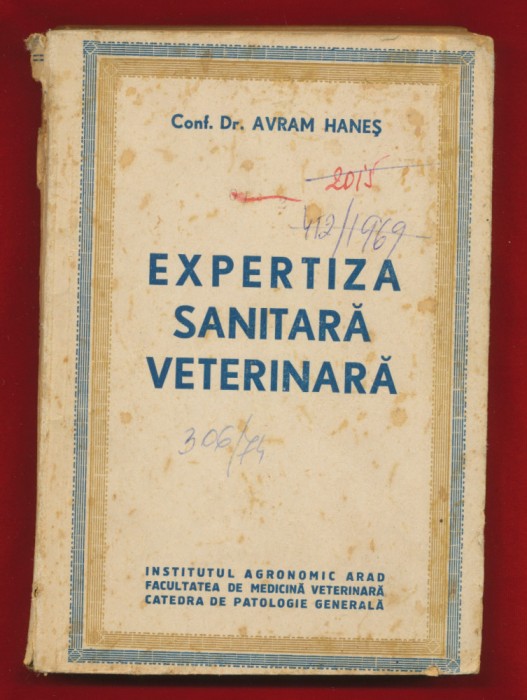 Conf. Dr. AVRAM HANEȘ
2015
412/1969
EXPERTIZA
SANITARĂ
VETERINARĂ
306/74
INSTITUTUL AGRONOMIC ARAD
FACULTATEA DE MEDICINĂ VETERINARĂ
CATEDRA DE PATOLOGIE GENERALĂ